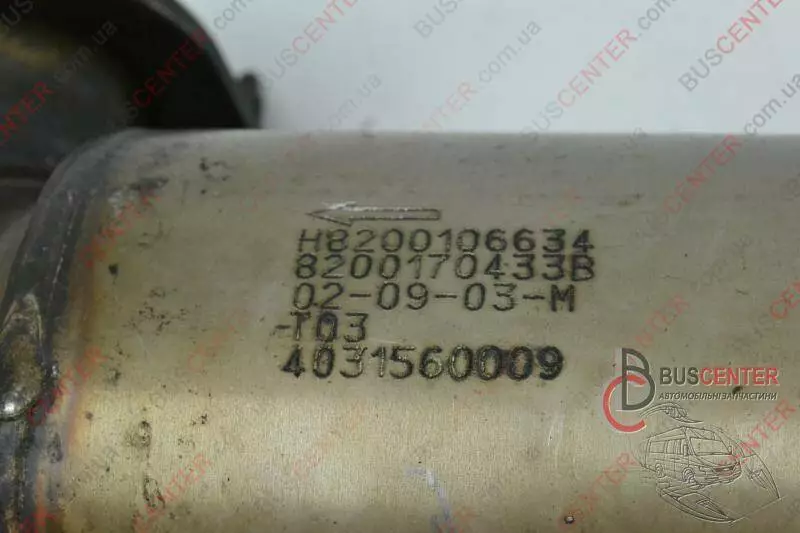 H8200106634
8200170433B
02-09-03-M
-T03
4031560009
BUSCENTER
АВТОМОБІЛЬНІ ЗАПЧАСТИНИ
BUSCENTER.com.ua